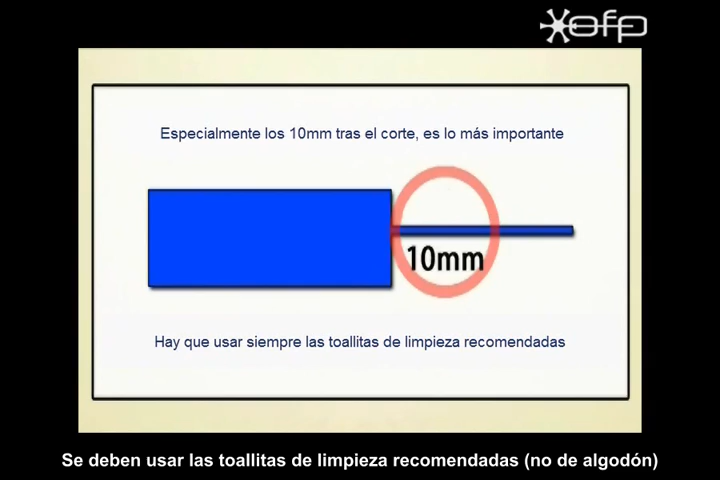 ofp
Especialmente los 10mm tras el corte, es lo más importante
10mm
Hay que usar siempre las toallitas de limpieza recomendadas
Se deben usar las toallitas de limpieza recomendadas (no de algodón)